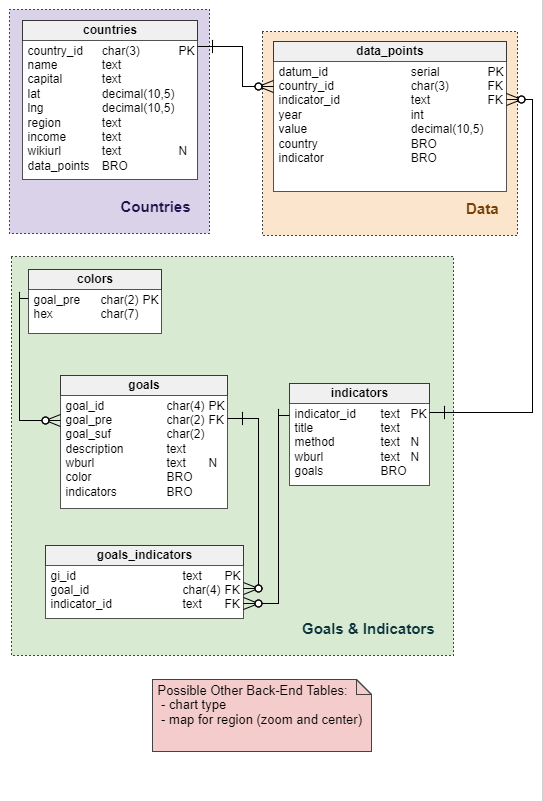 countries
country_id char(3) PK
name text
capital text
lat decimal(10,5)
lng decimal(10,5)
region text
income text
wikiurl text N
data_points BRO
Countries
data_points
datum_id serial PK
country_id char(3) FK
indicator_id text FK
year int
value decimal(10,5)
country BRO
indicator BRO
Data
colors
goal_pre char(2) PK
hex char(7)
goals
goal_id char(4) PK
goal_pre char(2) FK
goal_suf char(2)
description text
wburl text N
color BRO
indicators BRO
indicators
indicator_id text PK
title text
method text N
wburl text N
goals BRO
goals_indicators
gi_id text PK
goal_id char(4) FK
indicator_id text FK
Goals & Indicators
Possible Other Back-End Tables:
- chart type
- map for region (zoom and center)